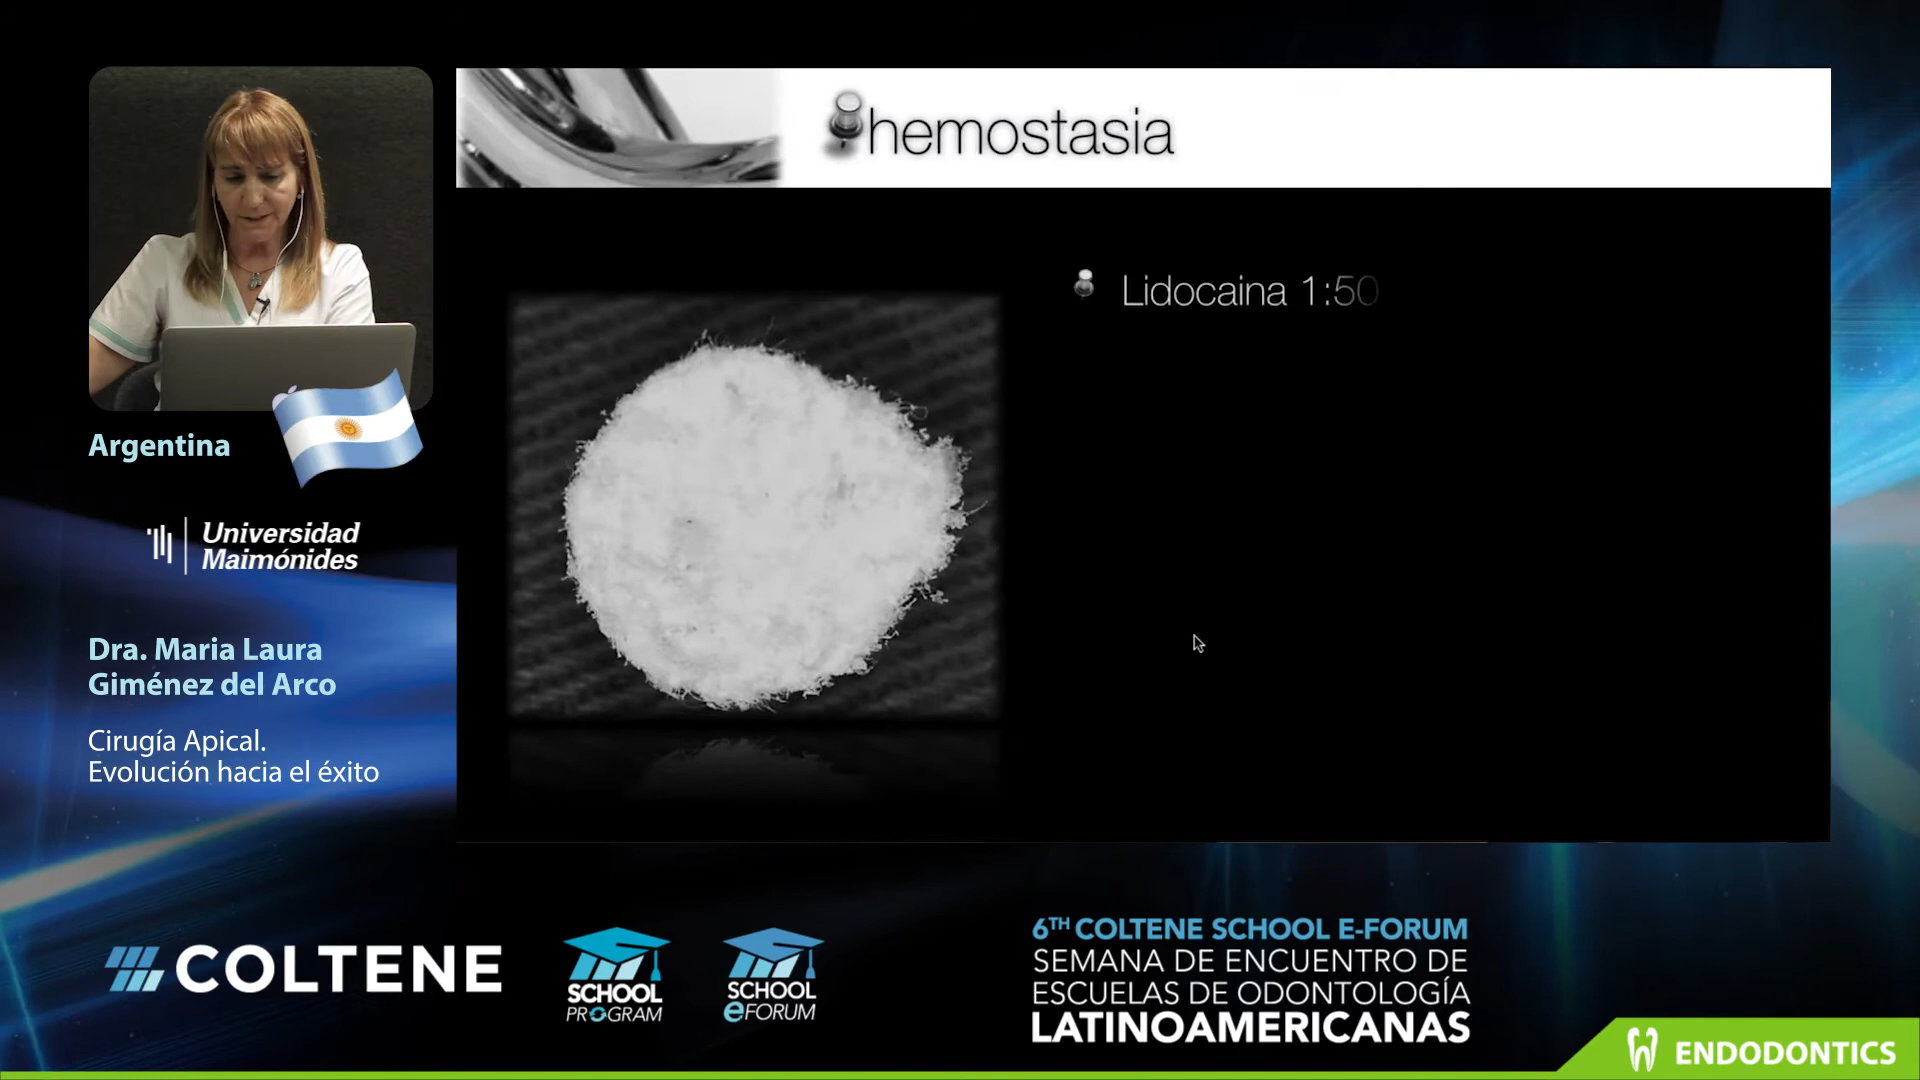 hemostasia
Lidocaina 1:50
Argentina
Universidad
Maimónides
Dra. Maria Laura
Giménez del Arco
Cirugía Apical.
Evolución hacia el éxito
COLTENE
SCHOOL
PROGRAM
SCHOOL
eFORUM
6TH COLTENE SCHOOL E-FORUM
SEMANA DE ENCUENTRO DE
ESCUELAS DE ODONTOLOGÍA
LATINOAMERICANAS
ENDODONTICS